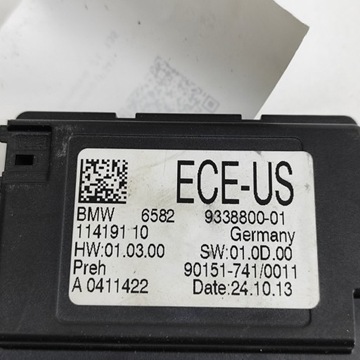 ECE-US
BMW 6582 9338800-01
114191 10 Germany
HW:01.03.00 SW:01.0D.00
Preh 90151-741/0011
A 0411422 Date:24.10.13